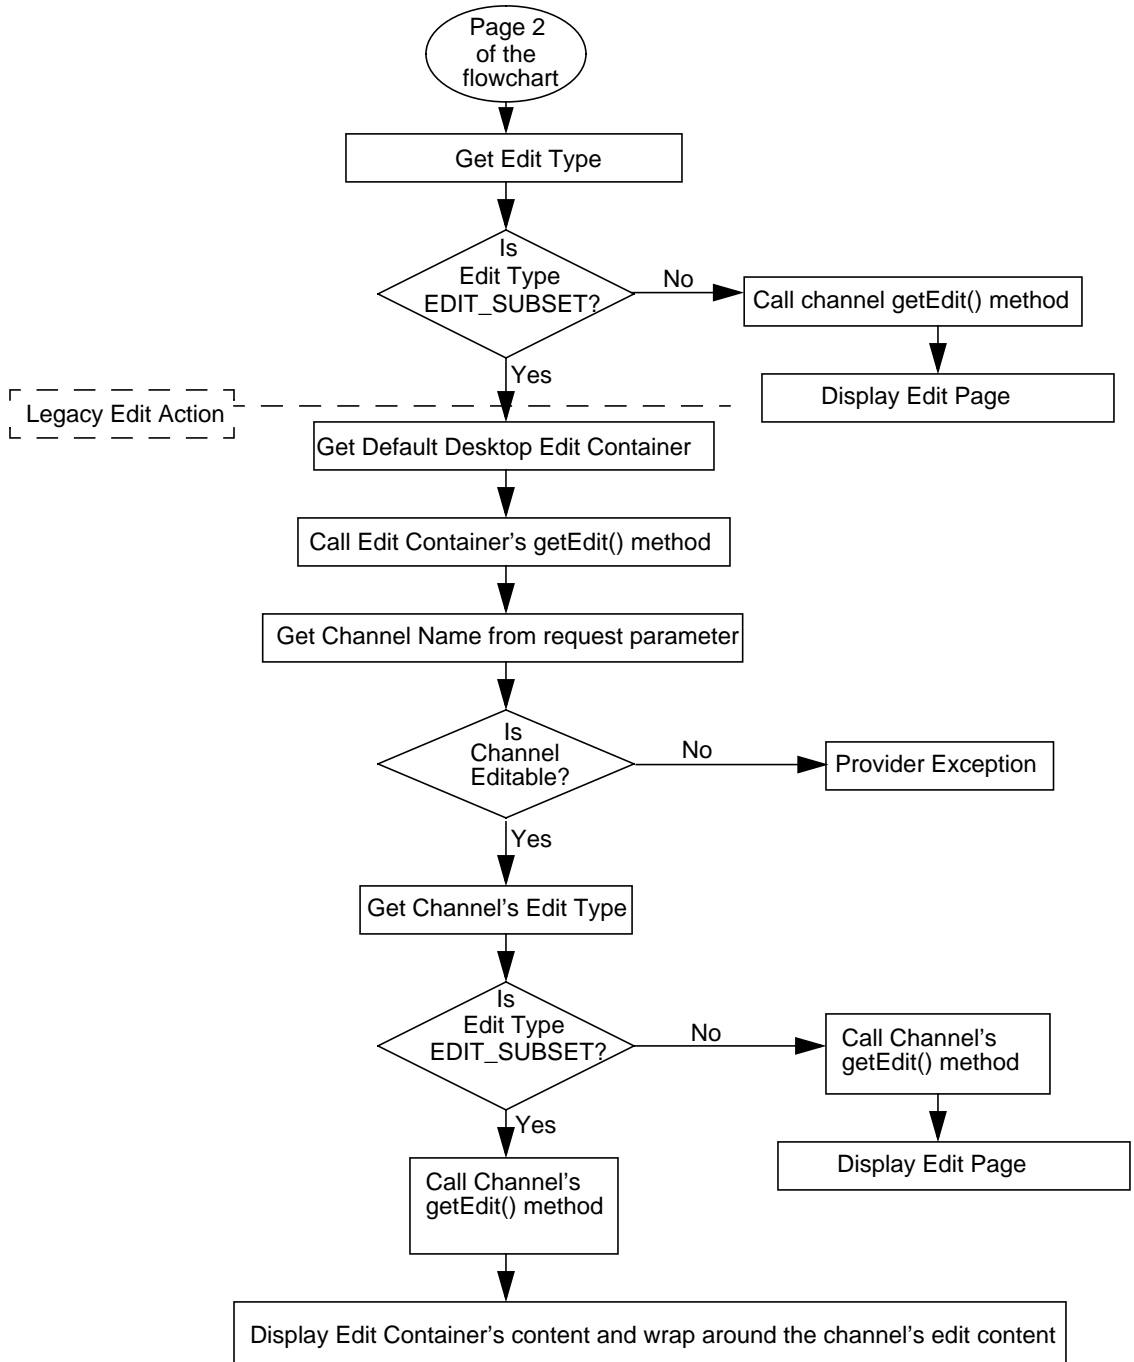 Page 2
of the
flowchart
Get Edit Type
Is
Edit Type
EDIT_SUBSET?
No
Call channel getEdit() method
Yes
Display Edit Page
Legacy Edit Action
Get Default Desktop Edit Container
Call Edit Container's getEdit() method
Get Channel Name from request parameter
Is
Channel
Editable?
No
Provider Exception
Yes
Get Channel's Edit Type
Is
Edit Type
EDIT_SUBSET?
No
Call Channel's
getEdit() method
Yes
Display Edit Page
Call Channel's
getEdit() method
Display Edit Container's content and wrap around the channel's edit content